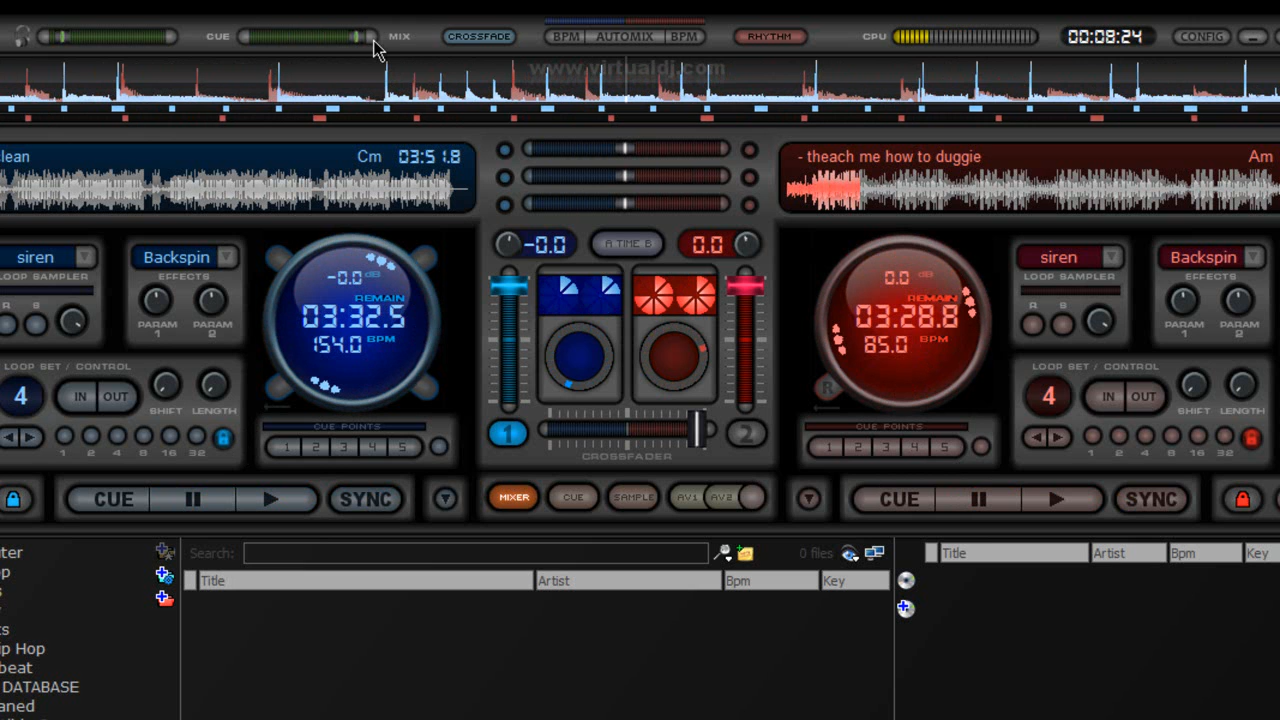 CUE MIX CROSSFADE BPM AUTOMIX BPM RHYTHM CPU 00:08:24 CONFIG
www.virtualdj.com
lean Cm 03:51.8 - theach me how to duggie Am
siren Backspin -0.0 A TIME B 0.0 siren Backspin
LOOP SAMPLER EFFECTS -0.0 dB 0.0 dB LOOP SAMPLER EFFECTS
REMAIN REMAIN
R S 03:32.5 03:28.8 R S
PARAM 1 PARAM 2 154.0 BPM 85.0 BPM PARAM 1 PARAM 2
LOOP SET / CONTROL LOOP SET / CONTROL
4 IN OUT R 4 IN OUT
SHIFT LENGTH SHIFT LENGTH
CUE POINTS 1 2 CUE POINTS
1 2 3 4 5 1 2 3 4 5
1 2 4 8 16 32 CROSSFADER 1 2 4 8 16 32
CUE SYNC MIXER CUE SAMPLE AV1 AV2 CUE SYNC
ter Search: 0 files Title Artist Bpm Key
p Title Artist Bpm Key
s
ts
ip Hop
beat
DATABASE
aned